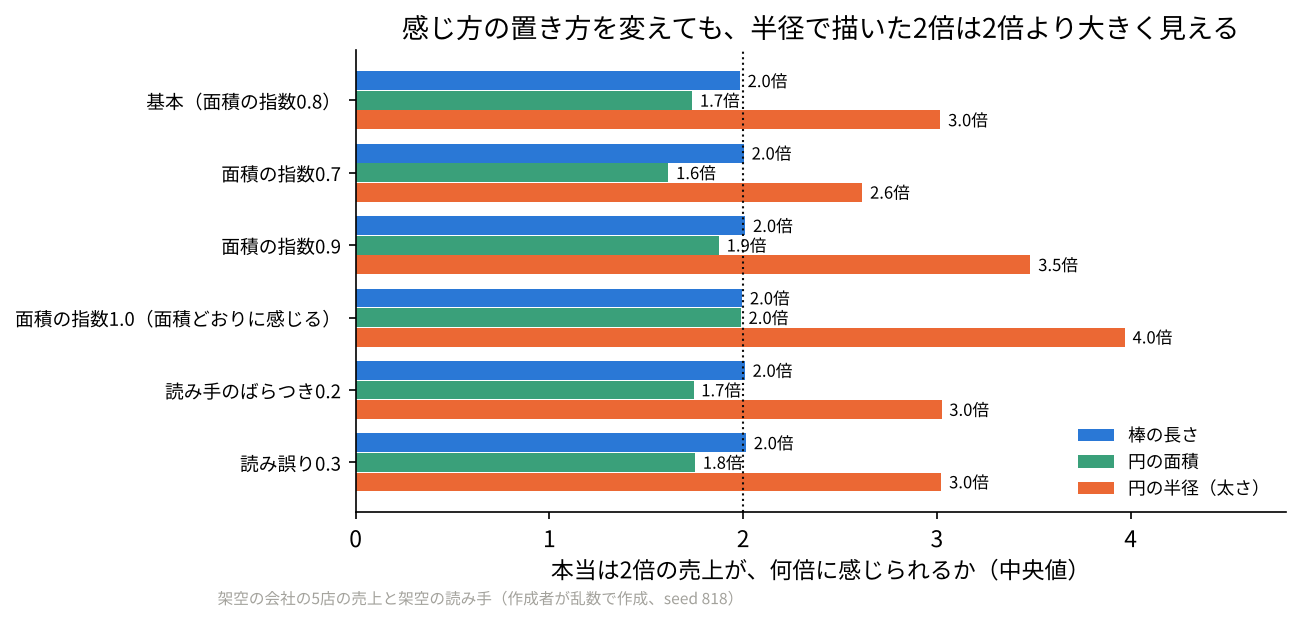 感じ方の置き方を変えても、半径で描いた2倍は2倍より大きく見える
基本（面積の指数0.8）
2.0倍
1.7倍
3.0倍
面積の指数0.7
2.0倍
1.6倍
2.6倍
面積の指数0.9
2.0倍
1.9倍
3.5倍
面積の指数1.0（面積どおりに感じる）
2.0倍
2.0倍
4.0倍
読み手のばらつき0.2
2.0倍
1.7倍
3.0倍
読み誤り0.3
2.0倍
1.8倍
3.0倍
棒の長さ
円の面積
円の半径（太さ）
0 1 2 3 4
本当は2倍の売上が、何倍に感じられるか（中央値）
架空の会社の5店の売上と架空の読み手（作成者が乱数で作成、seed 818）